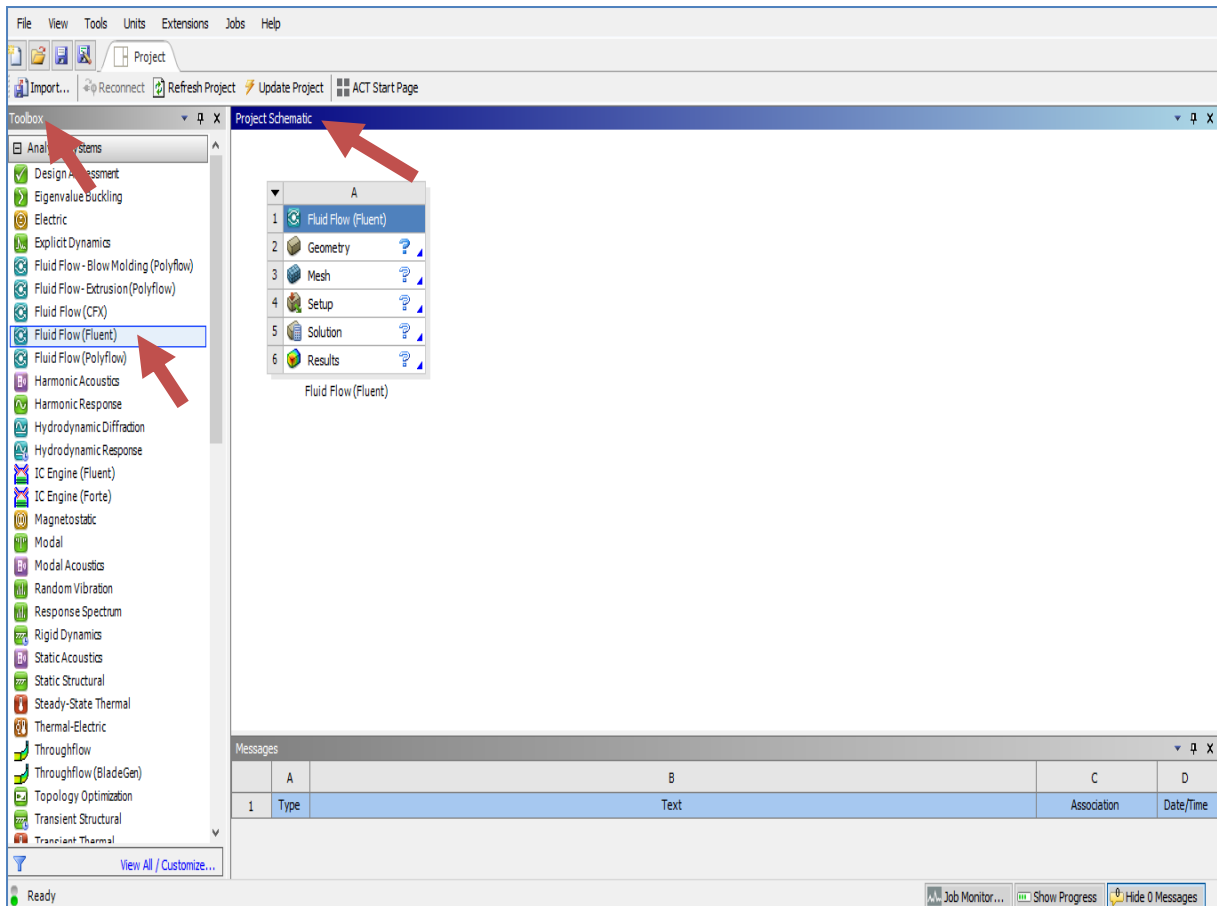 File View Tools Units Extensions Jobs Help
Project
Import... Reconnect Refresh Project Update Project ACT Start Page
Toolbox
Project Schematic
Analysis Systems
Design Assessment
Eigenvalue Buckling
Electric
Explicit Dynamics
Fluid Flow - Blow Molding (Polyflow)
Fluid Flow - Extrusion (Polyflow)
Fluid Flow (CFX)
Fluid Flow (Fluent)
Fluid Flow (Polyflow)
Harmonic Acoustics
Harmonic Response
Hydrodynamic Diffraction
Hydrodynamic Response
IC Engine (Fluent)
IC Engine (Forte)
Magnetostatic
Modal
Modal Acoustics
Random Vibration
Response Spectrum
Rigid Dynamics
Static Acoustics
Static Structural
Steady-State Thermal
Thermal-Electric
Throughflow
Throughflow (BladeGen)
Topology Optimization
Transient Structural
Transient Thermal
View All / Customize...
A
1 Fluid Flow (Fluent)
2 Geometry ?
3 Mesh ?
4 Setup ?
5 Solution ?
6 Results ?
Fluid Flow (Fluent)
Messages
A B C D
1 Type Text Association Date/Time
Ready
Job Monitor... Show Progress Hide 0 Messages